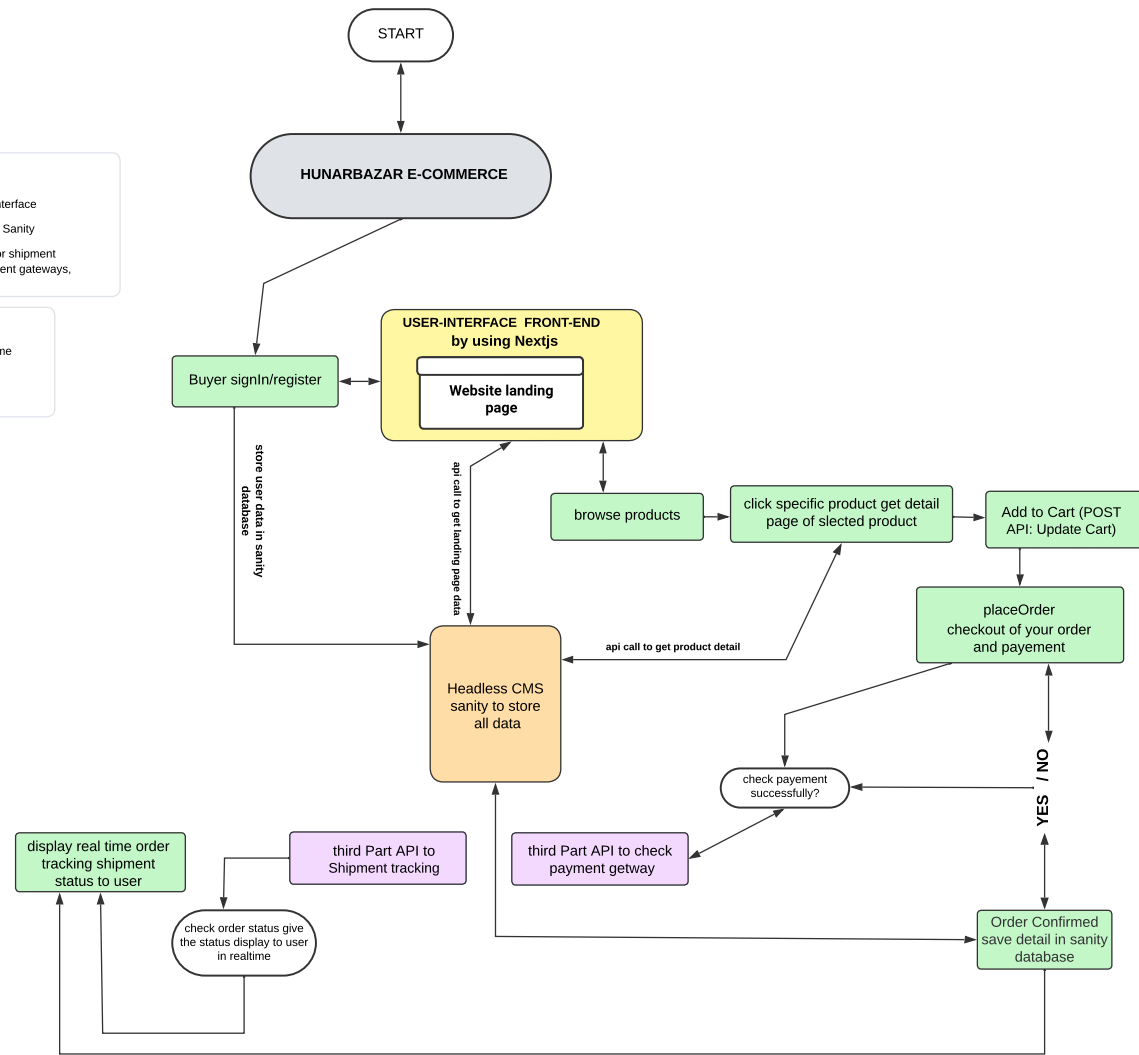 START
HUNARBAZAR E-COMMERCE
Sanity
shipment
gateways,
Buyer signIn/register
USER-INTERFACE  FRONT-END
by using Nextjs
Website landing
page
store user data in sanity
database
api call to get landing page data
browse products
click specific product get detail
page of slected product
Add to Cart (POST
API: Update Cart)
placeOrder
checkout of your order
and payement
api call to get product detail
Headless CMS
sanity to store
all data
check payement
successfully?
YES  / NO
display real time order
tracking shipment
status to user
third Part API to
Shipment tracking
third Part API to check
payment getway
check order status give
the status display to user
in realtime
Order Confirmed
save detail in sanity
database